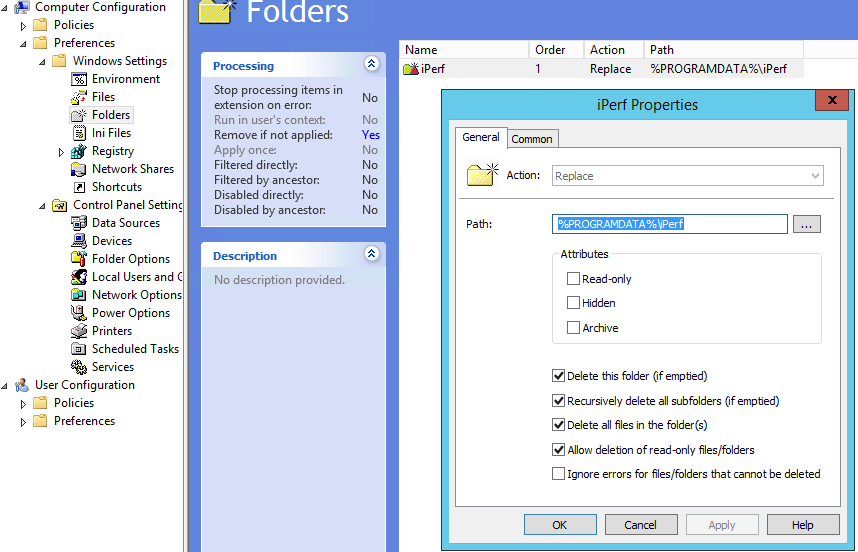 Computer Configuration
Policies
Preferences
Windows Settings
Environment
Files
Folders
Ini Files
Registry
Network Shares
Shortcuts
Control Panel Setting
Data Sources
Devices
Folder Options
Local Users and G
Network Options
Power Options
Printers
Scheduled Tasks
Services
User Configuration
Policies
Preferences
Folders
Processing
Stop processing items in extension on error: No
Run in user's context: No
Remove if not applied: Yes
Apply once: No
Filtered directly: No
Filtered by ancestor: No
Disabled directly: No
Disabled by ancestor: No
Description
No description provided.
Name Order Action Path
iPerf 1 Replace %PROGRAMDATA%\iPerf
iPerf Properties
x
General Common
Action: Replace
Path: %PROGRAMDATA%\iPerf ...
Attributes
Read-only
Hidden
Archive
Delete this folder (if emptied)
Recursively delete all subfolders (if emptied)
Delete all files in the folder(s)
Allow deletion of read-only files/folders
Ignore errors for files/folders that cannot be deleted
OK Cancel Apply Help